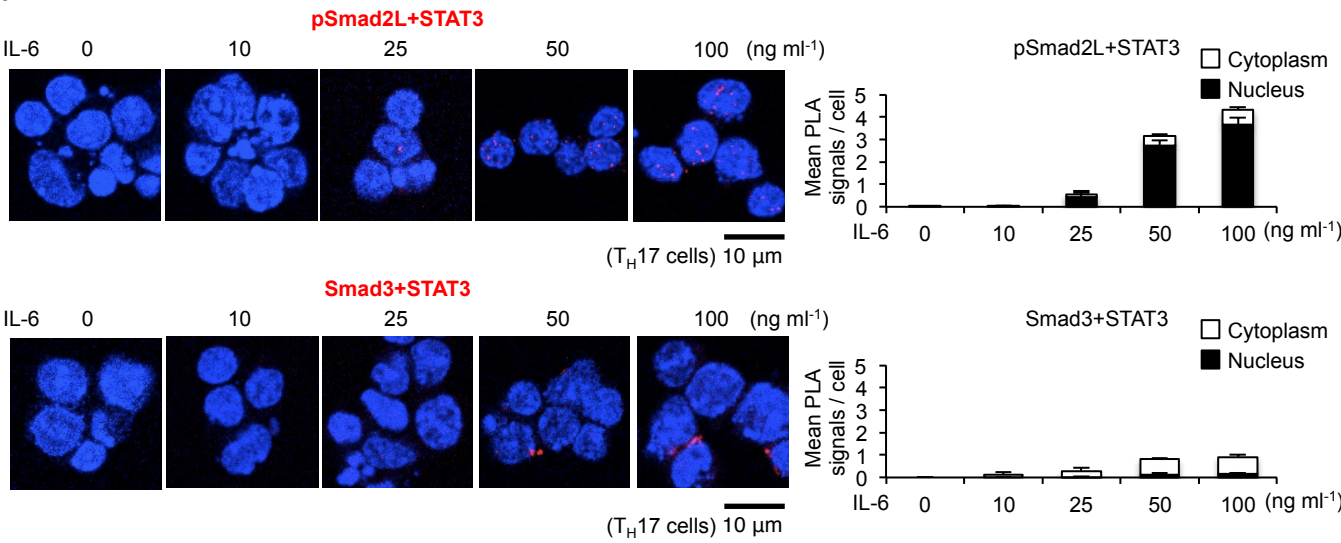 pSmad2L+STAT3
IL-6 0 10 25 50 100 (ng ml-1)
(TH17 cells) 10 μm
pSmad2L+STAT3
Cytoplasm
Nucleus
Mean PLA
signals / cell
5
4
3
2
1
0
IL-6 0 10 25 50 100 (ng ml-1)
Smad3+STAT3
IL-6 0 10 25 50 100 (ng ml-1)
(TH17 cells) 10 μm
Smad3+STAT3
Cytoplasm
Nucleus
Mean PLA
signals / cell
5
4
3
2
1
0
IL-6 0 10 25 50 100 (ng ml-1)